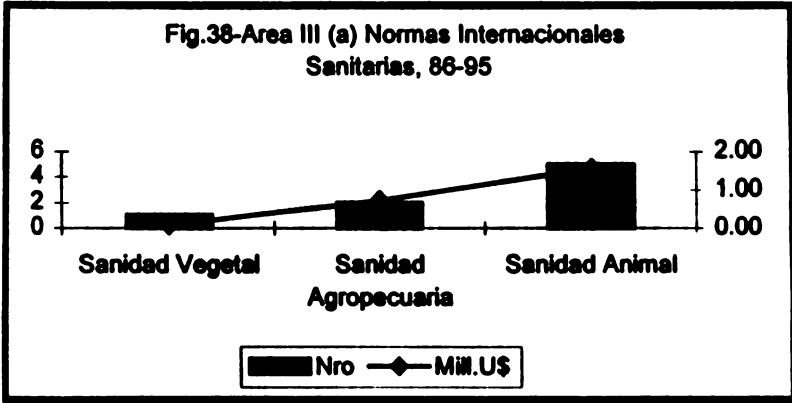 Fig.38-Area III (a) Normas Internacionales
Sanitarias, 86-95
6
4
2
0
2.00
1.00
0.00
Sanidad Vegetal
Sanidad
Agropecuaria
Sanidad Animal
Nro
Mill.U$